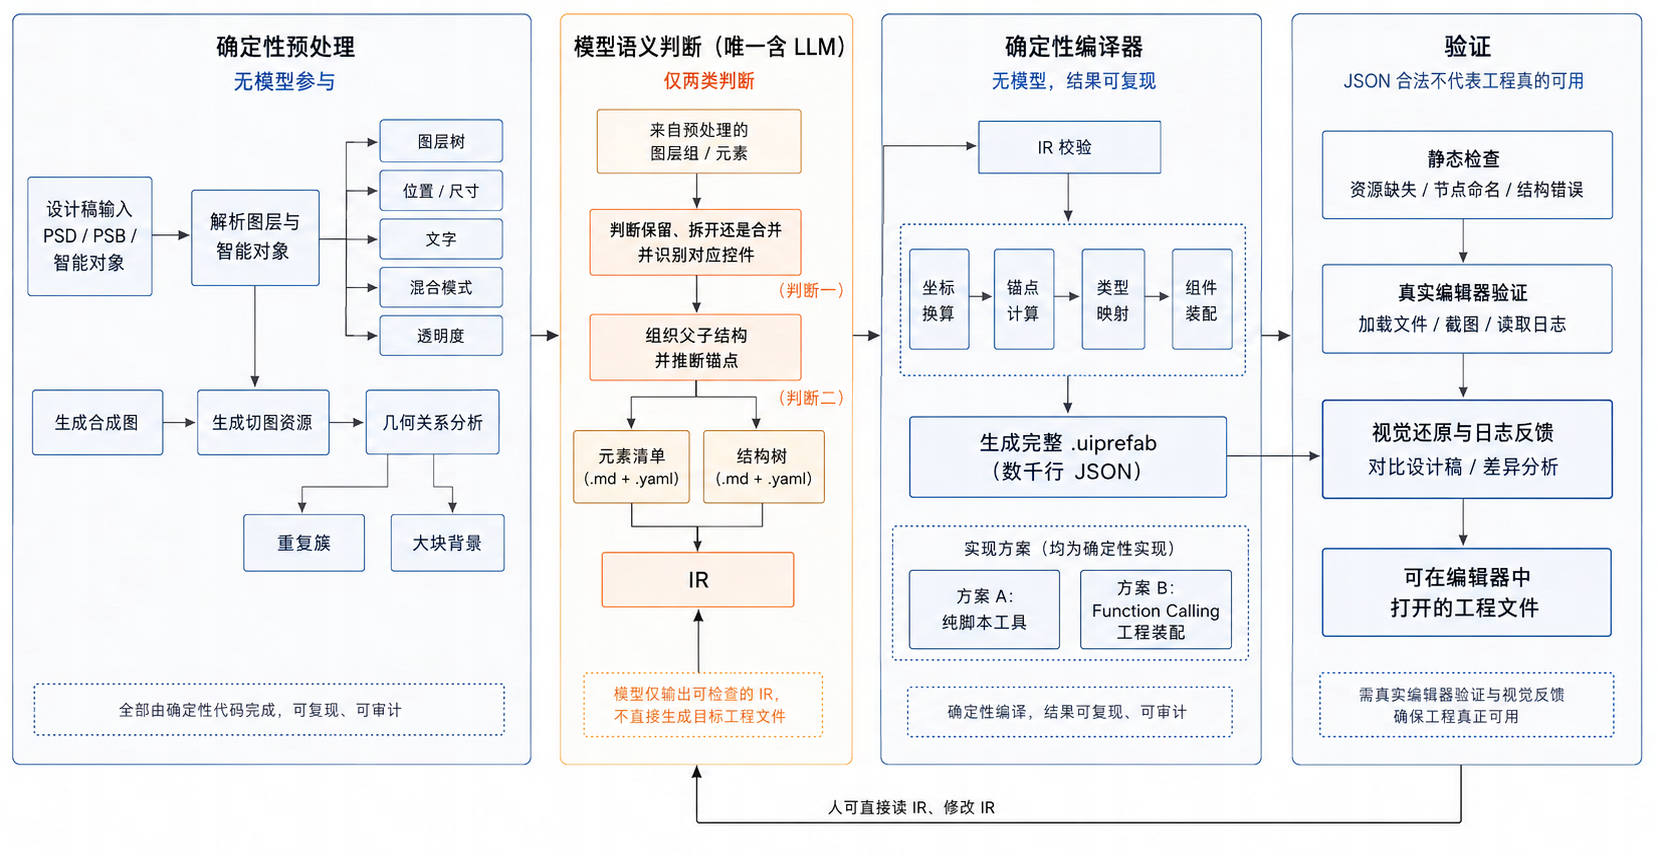 确定性预处理
无模型参与
设计稿输入
PSD / PSB /
智能对象
解析图层与
智能对象
图层树
位置 / 尺寸
文字
混合模式
透明度
生成合成图
生成切图资源
几何关系分析
重复簇
大块背景
全部由确定性代码完成，可复现、可审计
模型语义判断（唯一含 LLM）
仅两类判断
来自预处理的
图层组 / 元素
判断保留、拆开还是合并
并识别对应控件
（判断一）
组织父子结构
并推断锚点
（判断二）
元素清单
(.md + .yaml)
结构树
(.md + .yaml)
IR
模型仅输出可检查的 IR，
不直接生成目标工程文件
确定性编译器
无模型，结果可复现
IR 校验
坐标
换算
锚点
计算
类型
映射
组件
装配
生成完整 .uiprefab
（数千行 JSON）
实现方案（均为确定性实现）
方案 A：
纯脚本工具
方案 B：
Function Calling
工程装配
确定性编译，结果可复现、可审计
验证
JSON 合法不代表工程真的可用
静态检查
资源缺失 / 节点命名 / 结构错误
真实编辑器验证
加载文件 / 截图 / 读取日志
视觉还原与日志反馈
对比设计稿 / 差异分析
可在编辑器中
打开的工程文件
需真实编辑器验证与视觉反馈
确保工程真正可用
人可直接读 IR、修改 IR